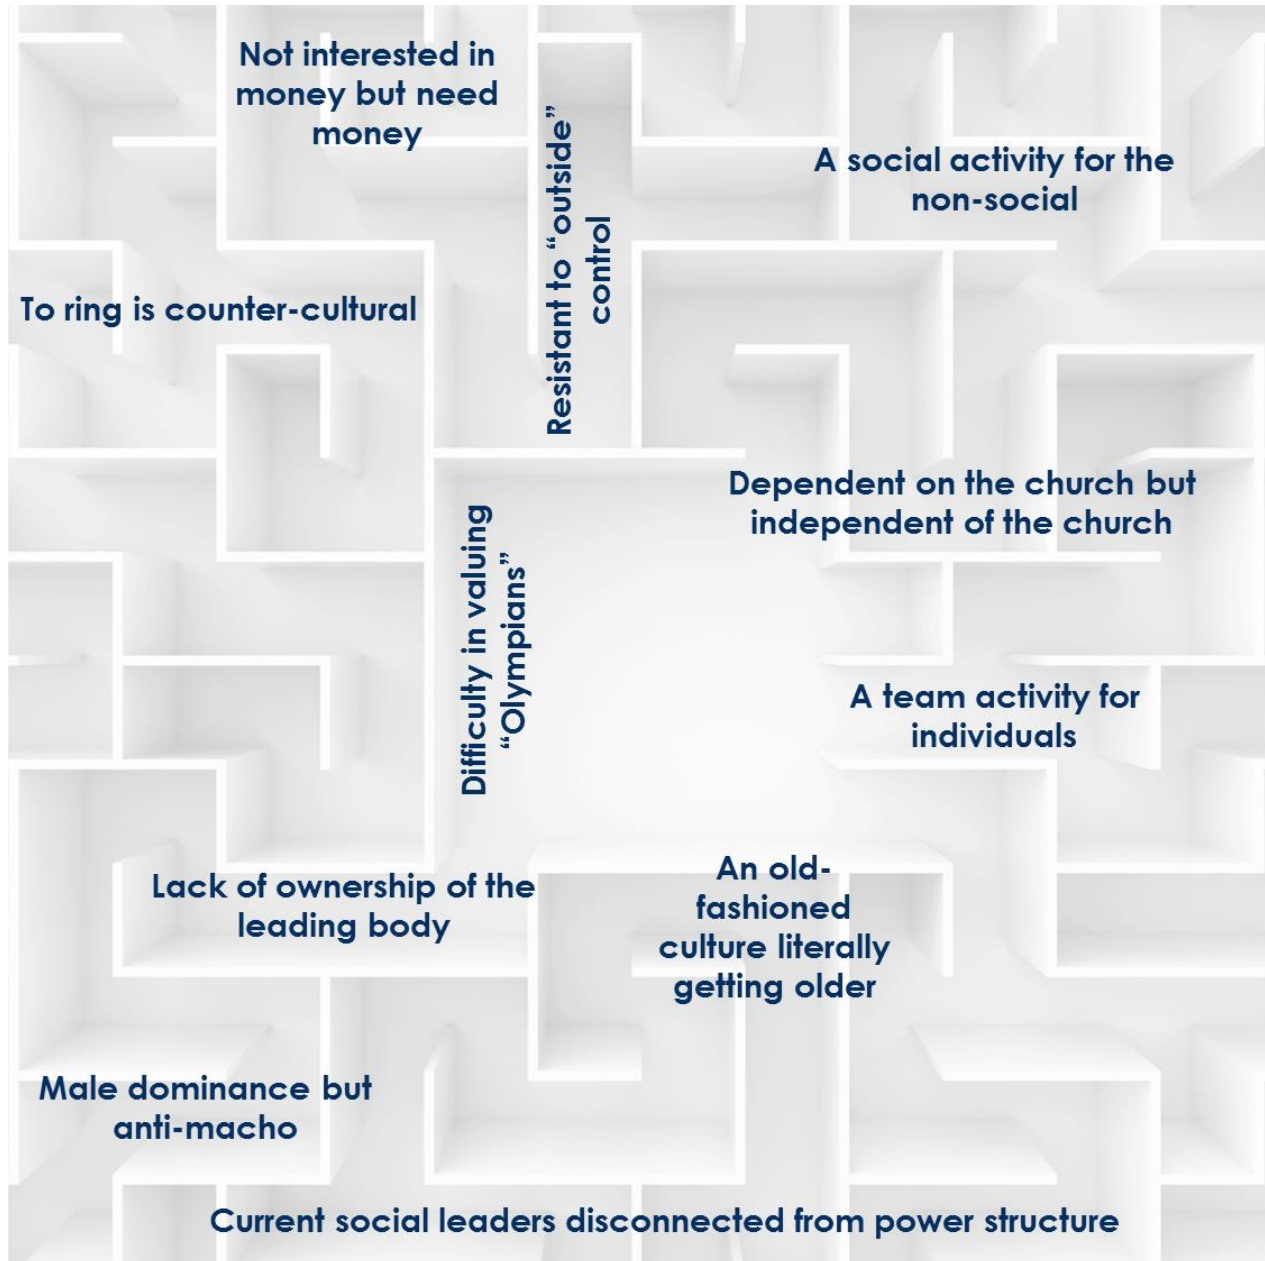 Not interested in
money but need
money
Resistant to “outside”
control
A social activity for the
non-social
To ring is counter-cultural
Dependent on the church but
independent of the church
Difficulty in valuing
“Olympians”
A team activity for
individuals
Lack of ownership of the
leading body
An old-
fashioned
culture literally
getting older
Male dominance but
anti-macho
Current social leaders disconnected from power structure